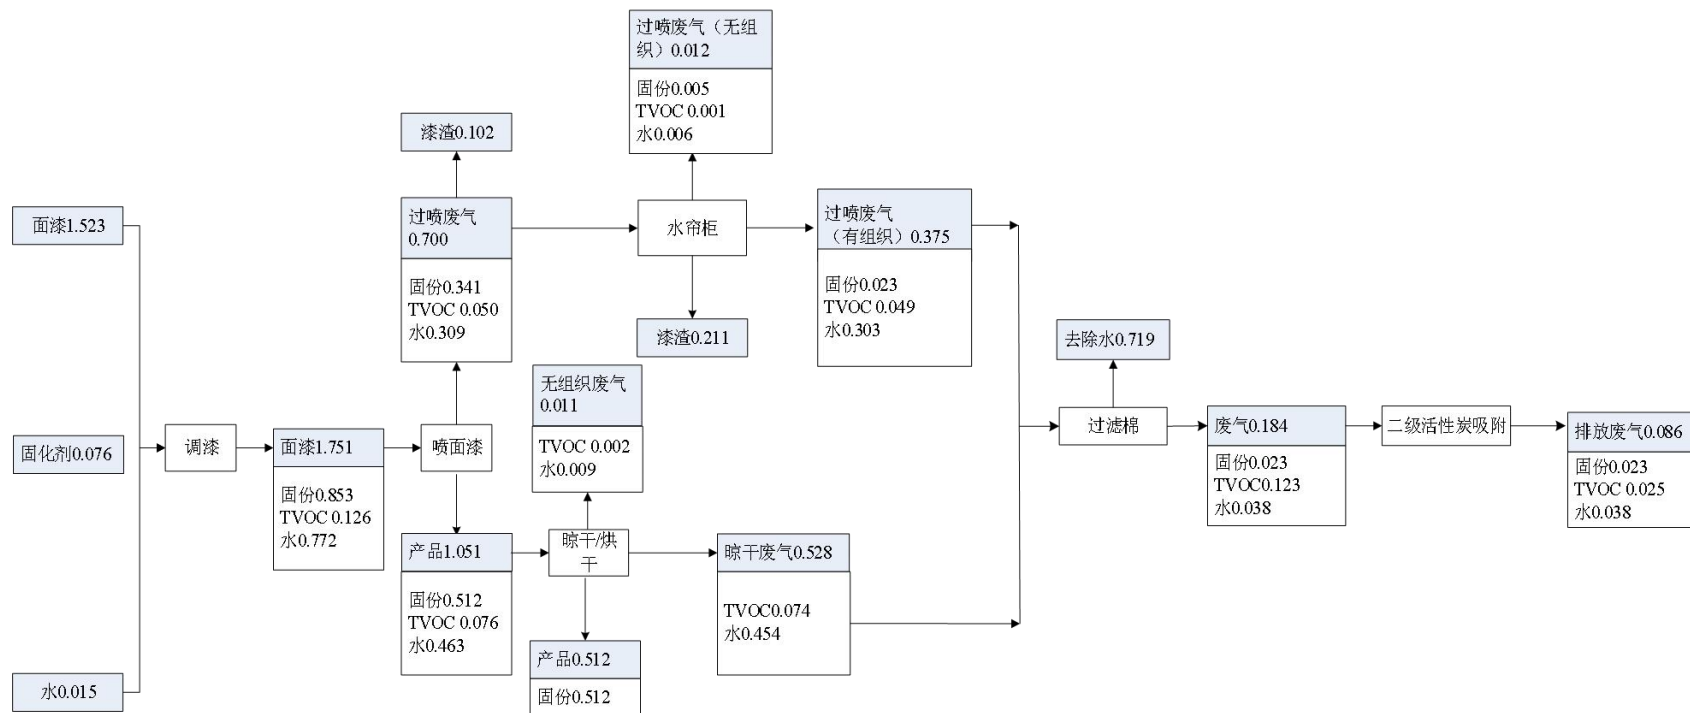 过喷废气（无组
织）0.012
固份0.005
TVOC 0.001
水0.006
漆渣0.102
面漆1.523
过喷废气
0.700
固份0.341
TVOC 0.050
水0.309
水帘柜
过喷废气
（有组织）0.375
固份0.023
TVOC 0.049
水0.303
漆渣0.211
去除水0.719
无组织废气
0.011
TVOC 0.002
水0.009
固化剂0.076
调漆
面漆1.751
固份0.853
TVOC 0.126
水0.772
喷面漆
过滤棉
废气0.184
固份0.023
TVOC0.123
水0.038
二级活性炭吸附
排放废气0.086
固份0.023
TVOC 0.025
水0.038
产品1.051
固份0.512
TVOC 0.076
水0.463
晾干/烘
干
晾干废气0.528
TVOC0.074
水0.454
产品0.512
固份0.512
水0.015